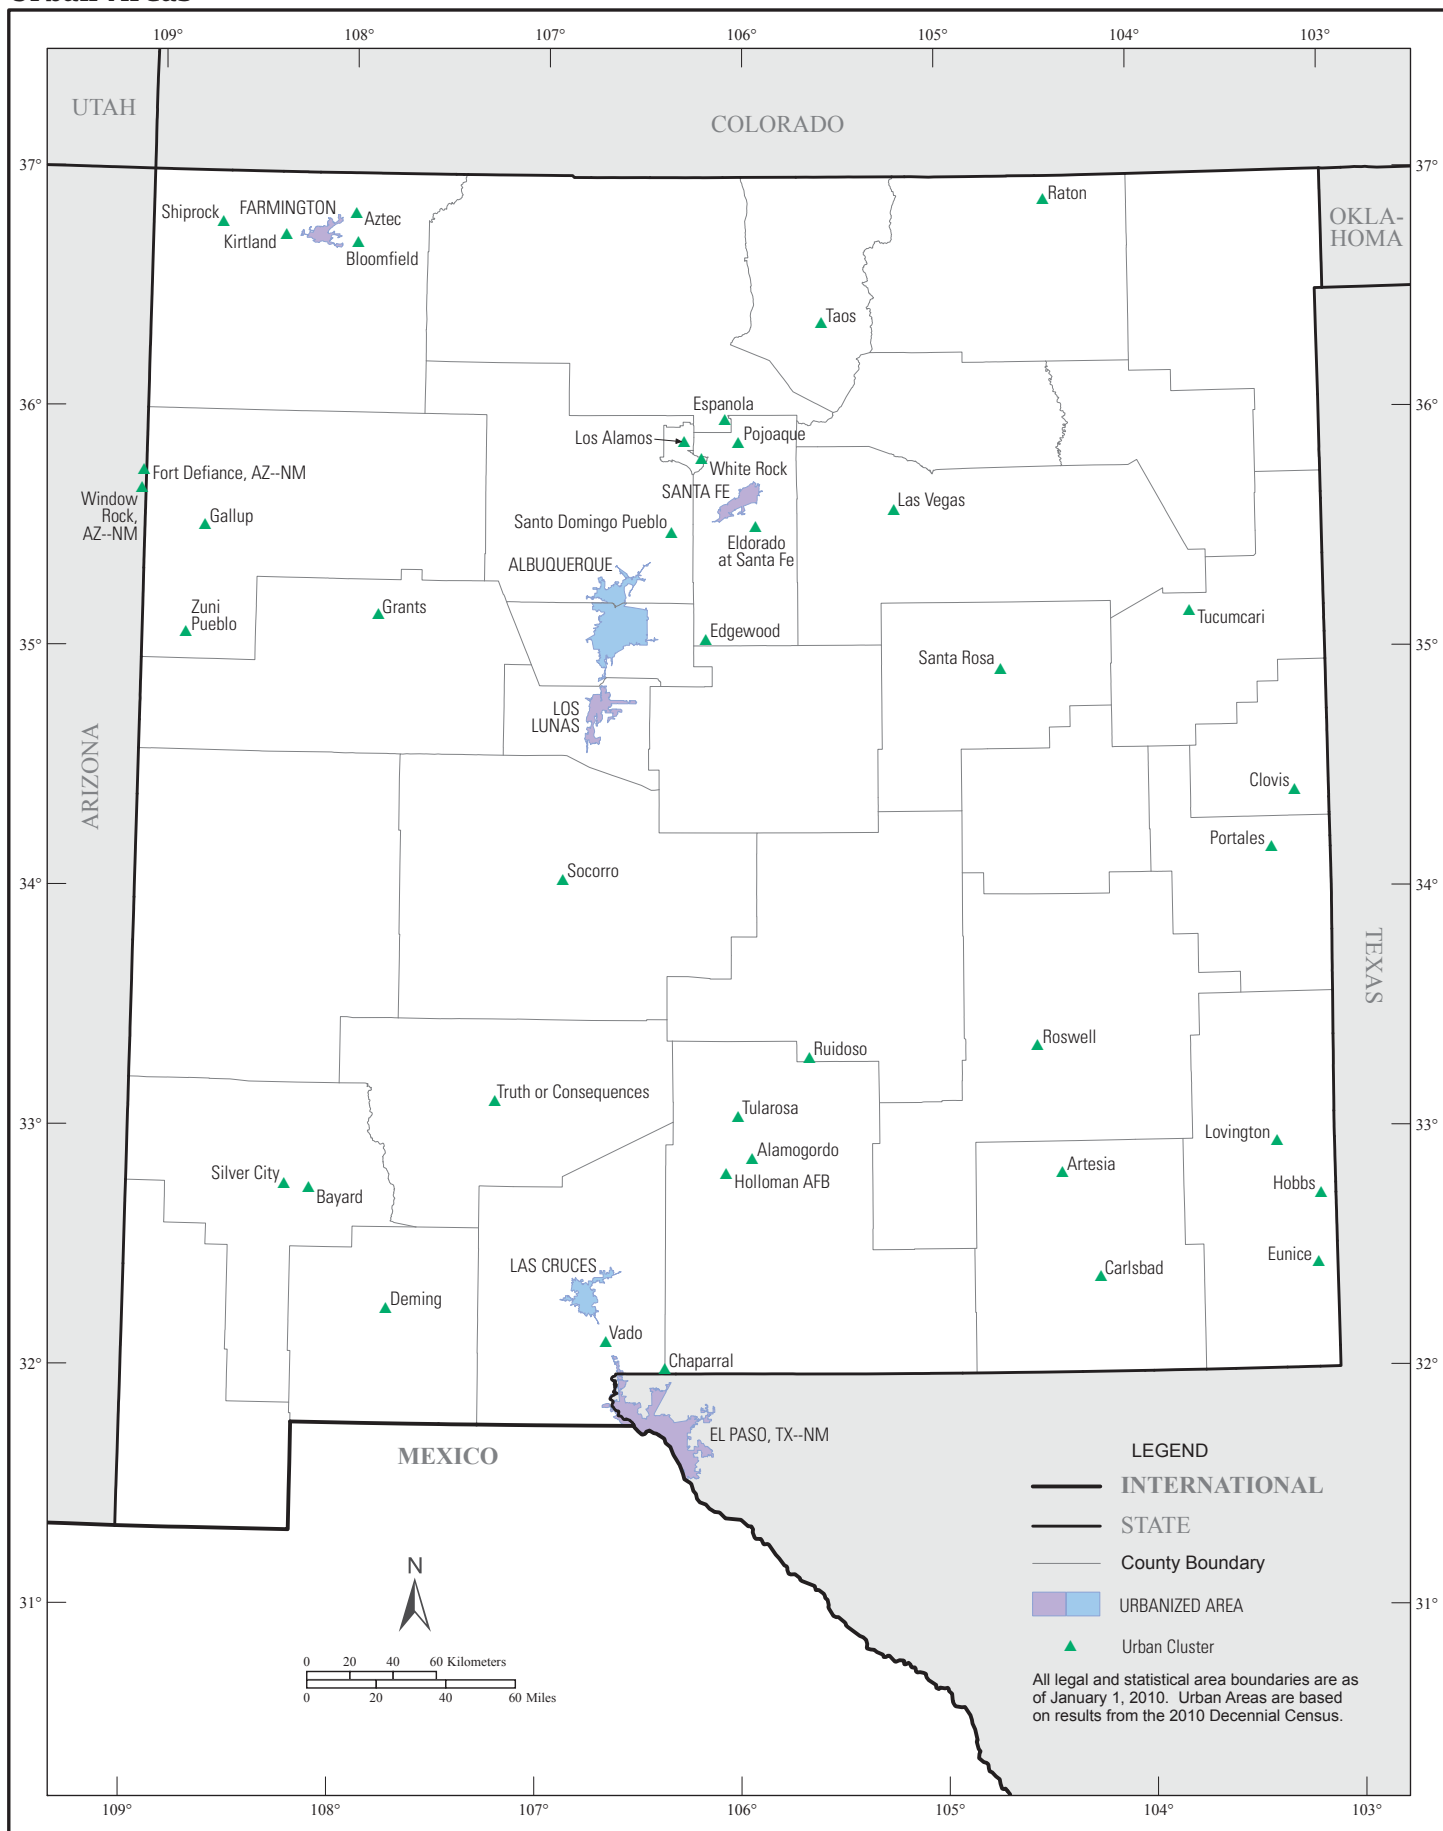 109°
108°
107°
106°
105°
104°
103°
UTAH
COLORADO
37°
37°
OKLA-
HOMA
Raton
Shiprock
FARMINGTON
Aztec
Kirtland
Bloomfield
Taos
36°
36°
Espanola
Los Alamos
Pojoaque
White Rock
Fort Defiance, AZ--NM
Window
Rock,
AZ--NM
Gallup
SANTA FE
Las Vegas
Santo Domingo Pueblo
Eldorado
at Santa Fe
ALBUQUERQUE
Zuni
Pueblo
Grants
Tucumcari
Edgewood
35°
35°
Santa Rosa
LOS
LUNAS
ARIZONA
Clovis
Portales
Socorro
34°
34°
TEXAS
Roswell
Ruidoso
Truth or Consequences
Tularosa
33°
33°
Lovington
Alamogordo
Artesia
Silver City
Holloman AFB
Hobbs
Bayard
Eunice
LAS CRUCES
Carlsbad
Deming
Vado
32°
Chaparral
32°
EL PASO, TX--NM
MEXICO
LEGEND
INTERNATIONAL
STATE
County Boundary
URBANIZED AREA
Urban Cluster
All legal and statistical area boundaries are as
of January 1, 2010. Urban Areas are based
on results from the 2010 Decennial Census.
N
31°
31°
0 20 40 60 Kilometers
0 20 40 60 Miles
109°
108°
107°
106°
105°
104°
103°